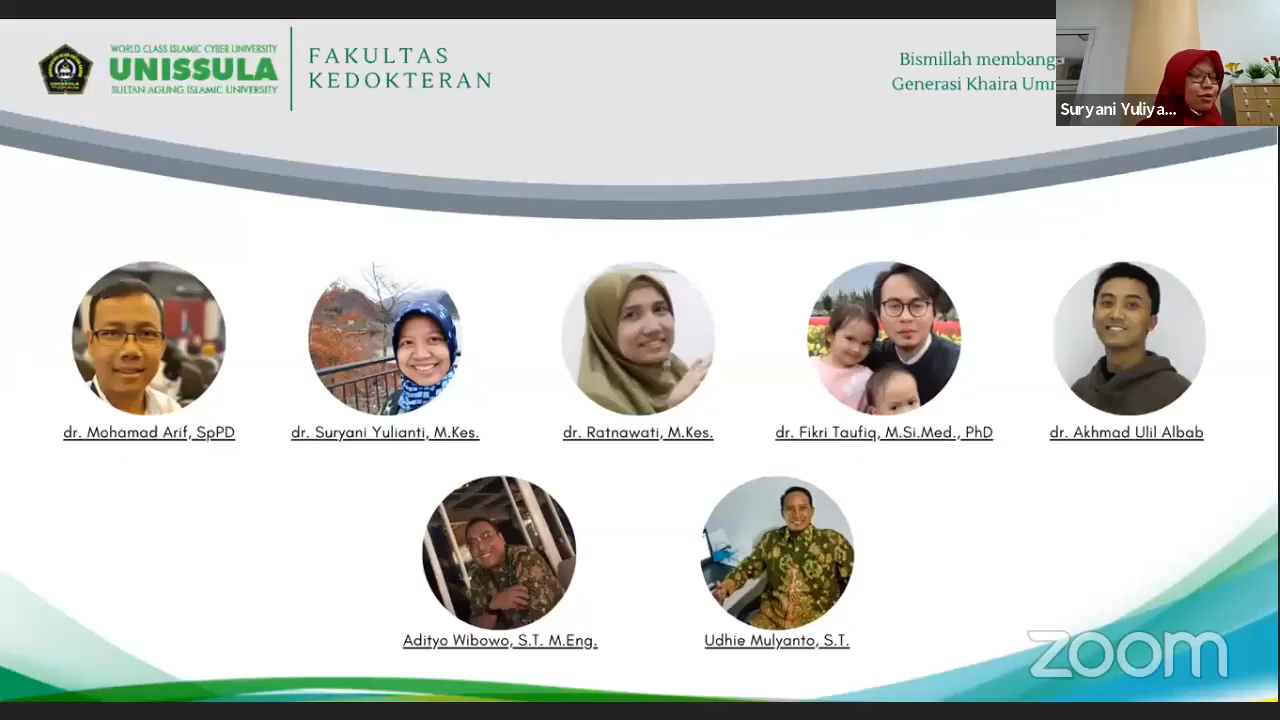 WORLD CLASS ISLAMIC CYBER UNIVERSITY
UNISSULA
SULTAN AGUNG ISLAMIC UNIVERSITY
FAKULTAS
KEDOKTERAN
Bismillah membang
Generasi Khaira Umm
Suryani Yuliya...
dr. Mohamad Arif, SpPD
dr. Suryani Yulianti, M.Kes.
dr. Ratnawati, M.Kes.
dr. Fikri Taufiq, M.Si.Med., PhD
dr. Akhmad Ulil Albab
Adityo Wibowo, S.T. M.Eng.
Udhie Mulyanto, S.T.
zoom